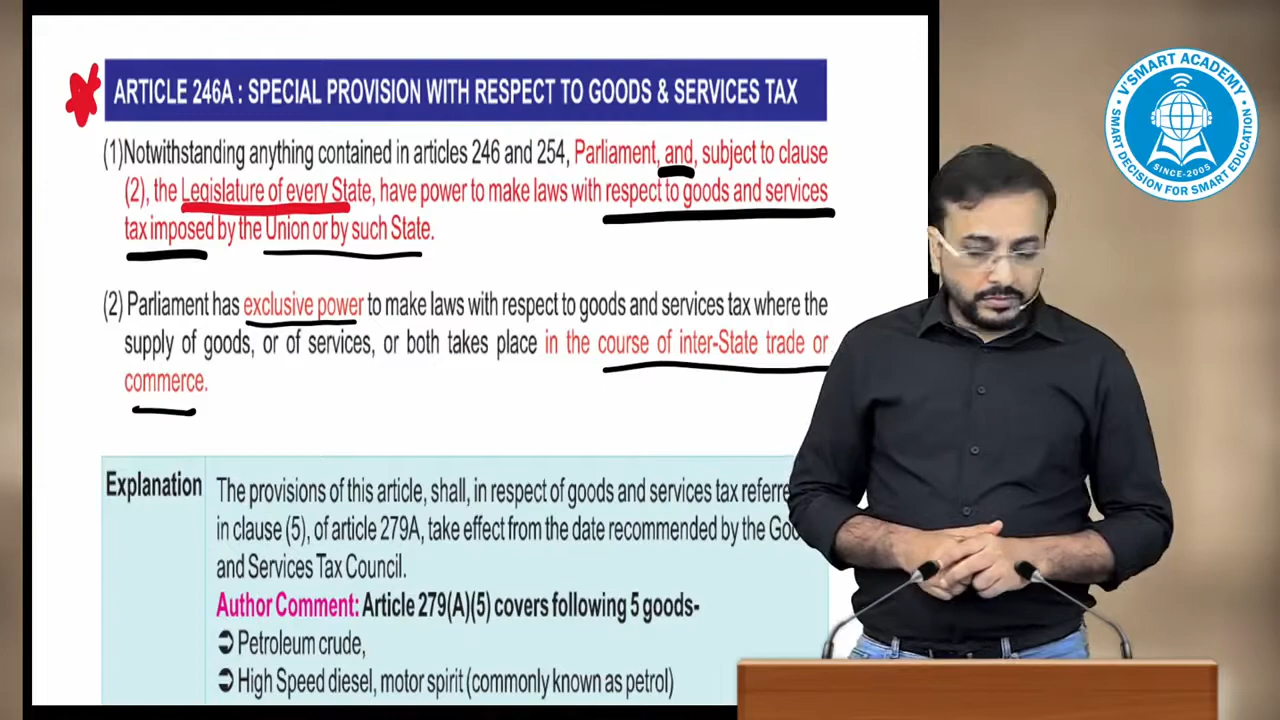 ARTICLE 246A : SPECIAL PROVISION WITH RESPECT TO GOODS & SERVICES TAX
(1)Notwithstanding anything contained in articles 246 and 254, Parliament, and, subject to clause
(2), the Legislature of every State, have power to make laws with respect to goods and services
tax imposed by the Union or by such State.
(2) Parliament has exclusive power to make laws with respect to goods and services tax where the
supply of goods, or of services, or both takes place in the course of inter-State trade or
commerce.
Explanation
The provisions of this article, shall, in respect of goods and services tax
in clause (5), of article 279A, take effect from the date recommended by the
and Services Tax Council.
Author Comment: Article 279(A)(5) covers following 5 goods-
➲ Petroleum crude,
➲ High Speed diesel, motor spirit (commonly known as petrol)
V'SMART ACADEMY
SINCE-2005
SMART DECISION FOR SMART EDUCATION